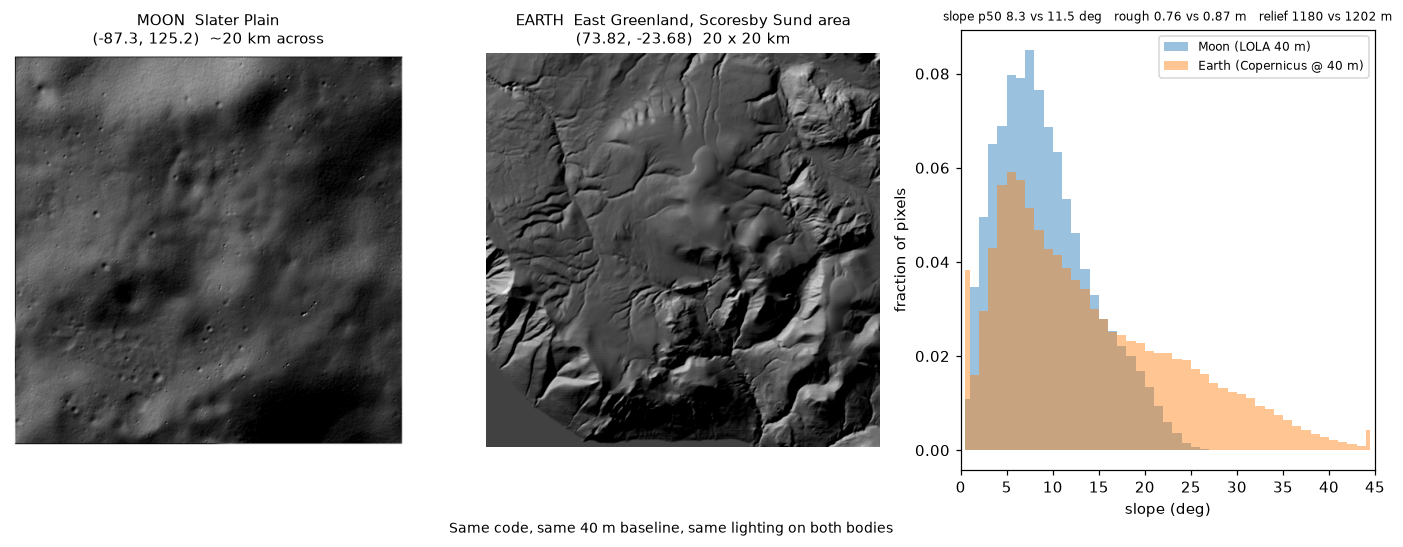 MOON  Slater Plain
(-87.3, 125.2)  ~20 km across
EARTH  East Greenland, Scoresby Sund area
(73.82, -23.68)  20 x 20 km
slope p50 8.3 vs 11.5 deg   rough 0.76 vs 0.87 m   relief 1180 vs 1202 m
Moon (LOLA 40 m)
Earth (Copernicus @ 40 m)
0.08
0.06
0.04
0.02
0.00
fraction of pixels
0 5 10 15 20 25 30 35 40 45
slope (deg)
Same code, same 40 m baseline, same lighting on both bodies